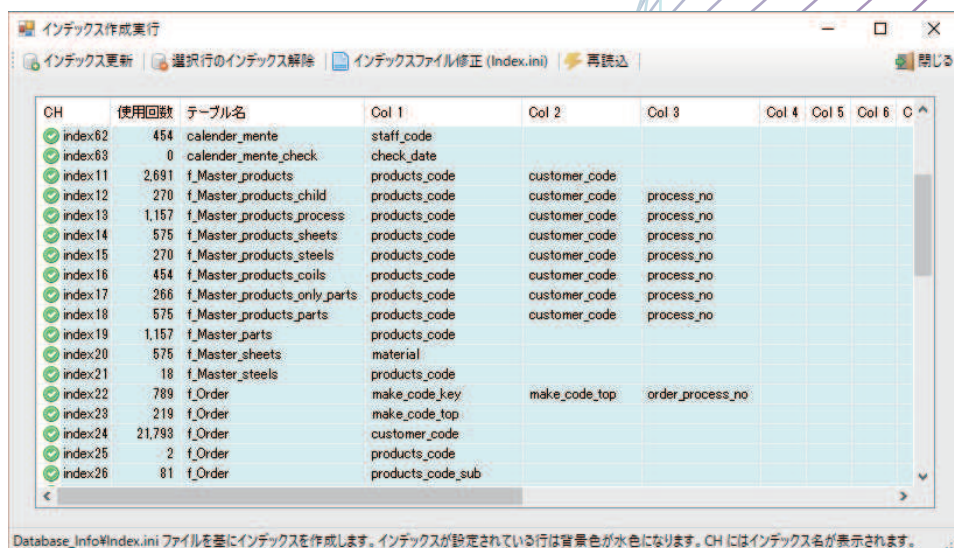 インデックス作成実行
インデックス更新 選択行のインデックス解除 インデックスファイル修正 (Index.ini) 再読込 閉じる
CH 使用回数 テーブル名 Col 1 Col 2 Col 3 Col 4 Col 5 Col 6 C
index62 454 calender_mente staff_code
index63 0 calender_mente_check check_date
index11 2,691 f_Master_products products_code customer_code
index12 270 f_Master_products_child products_code customer_code process_no
index13 1,157 f_Master_products_process products_code customer_code process_no
index14 575 f_Master_products_sheets products_code customer_code process_no
index15 270 f_Master_products_steels products_code customer_code process_no
index16 454 f_Master_products_coils products_code customer_code process_no
index17 266 f_Master_products_only_parts products_code customer_code process_no
index18 575 f_Master_products_parts products_code customer_code process_no
index19 1,157 f_Master_parts products_code
index20 575 f_Master_sheets material
index21 18 f_Master_steels products_code
index22 789 f_Order make_code_key make_code_top order_process_no
index23 219 f_Order make_code_top
index24 21,793 f_Order customer_code
index25 2 f_Order products_code
index26 81 f_Order products_code_sub
Database_Info¥Index.ini ファイルを基にインデックスを作成します。インデックスが設定されている行は背景色が水色になります。CH にはインデックス名が表示されます。